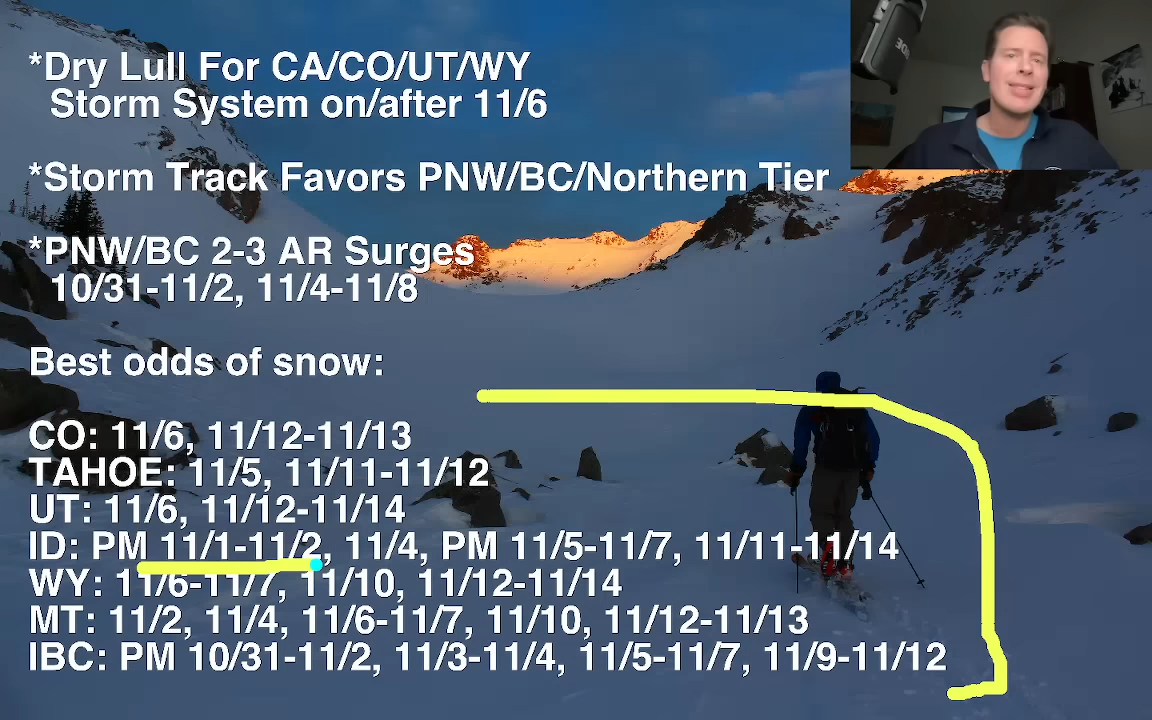 *Dry Lull For CA/CO/UT/WY
Storm System on/after 11/6
*Storm Track Favors PNW/BC/Northern Tier
*PNW/BC 2-3 AR Surges
10/31-11/2, 11/4-11/8
Best odds of snow:
CO: 11/6, 11/12-11/13
TAHOE: 11/5, 11/11-11/12
UT: 11/6, 11/12-11/14
ID: PM 11/1-11/2, 11/4, PM 11/5-11/7, 11/11-11/14
WY: 11/6-11/7, 11/10, 11/12-11/14
MT: 11/2, 11/4, 11/6-11/7, 11/10, 11/12-11/13
IBC: PM 10/31-11/2, 11/3-11/4, 11/5-11/7, 11/9-11/12
RODE